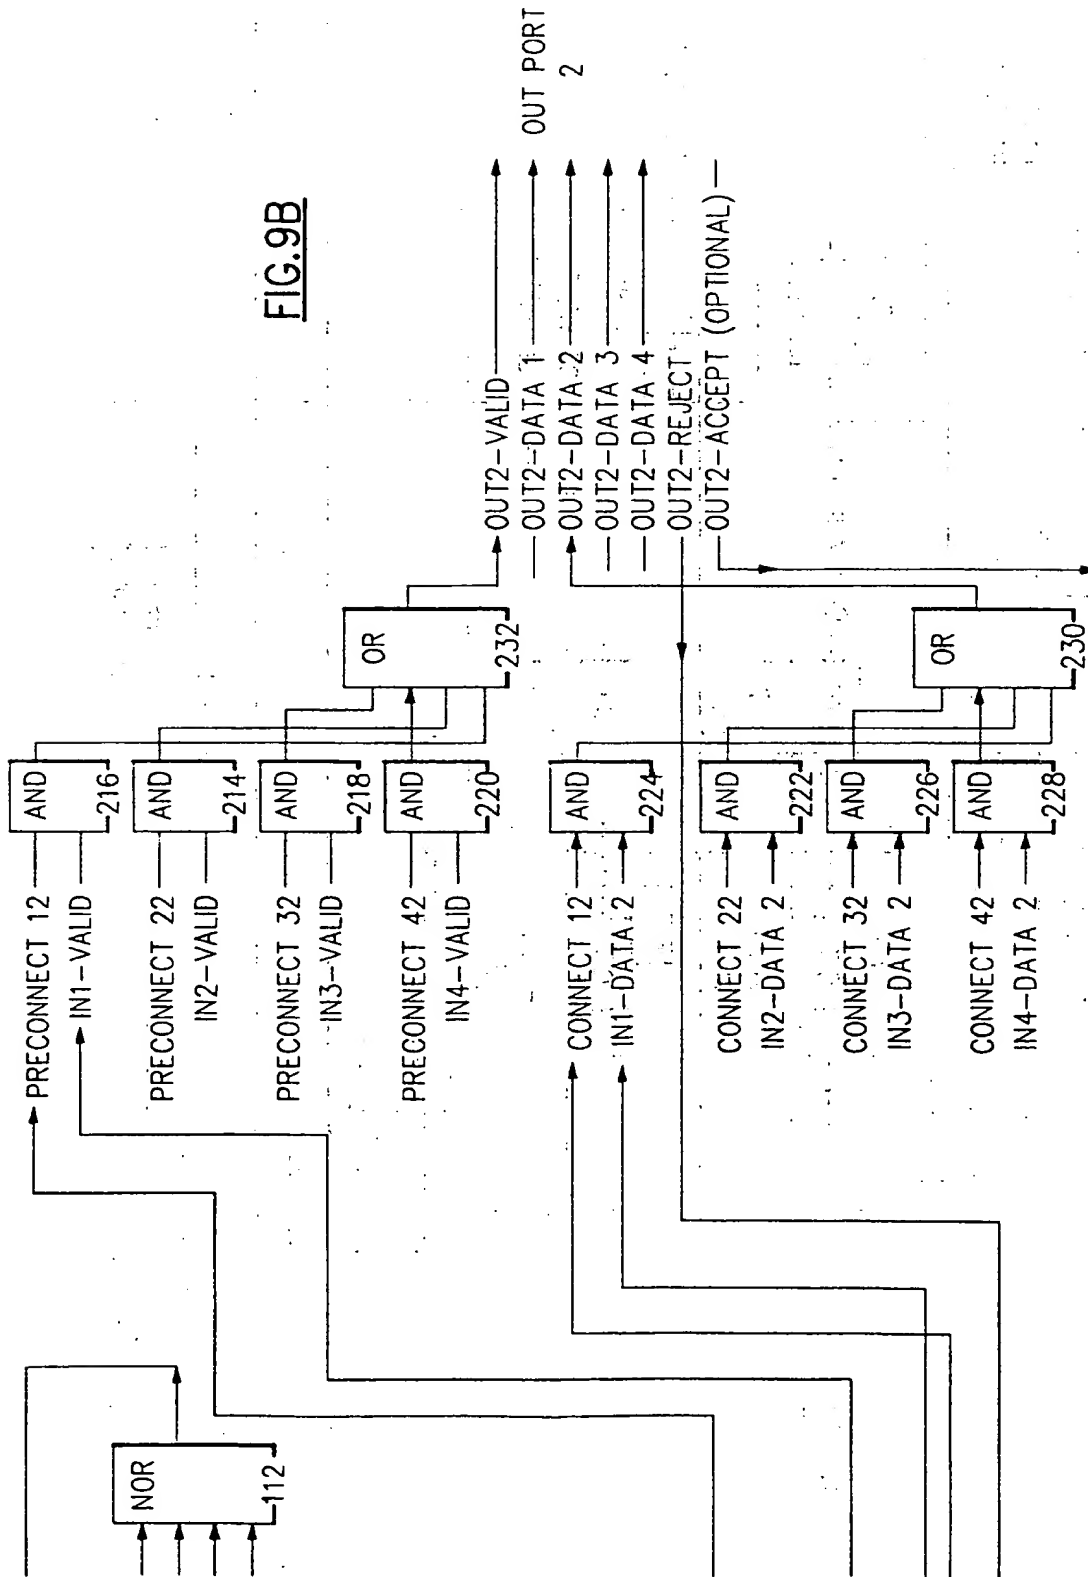 FIG.9B
NOR
112
PRECONNECT 12
IN1-VALID
AND
216
PRECONNECT 22
IN2-VALID
AND
214
PRECONNECT 32
IN3-VALID
AND
218
PRECONNECT 42
IN4-VALID
AND
220
OR
232
CONNECT 12
IN1-DATA 2
AND
224
CONNECT 22
IN2-DATA 2
AND
222
CONNECT 32
IN3-DATA 2
AND
226
CONNECT 42
IN4-DATA 2
AND
228
OR
230
OUT2-VALID
OUT2-DATA 1
OUT2-DATA 2
OUT2-DATA 3
OUT2-DATA 4
OUT2-REJECT
OUT2-ACCEPT (OPTIONAL)
OUT PORT
2